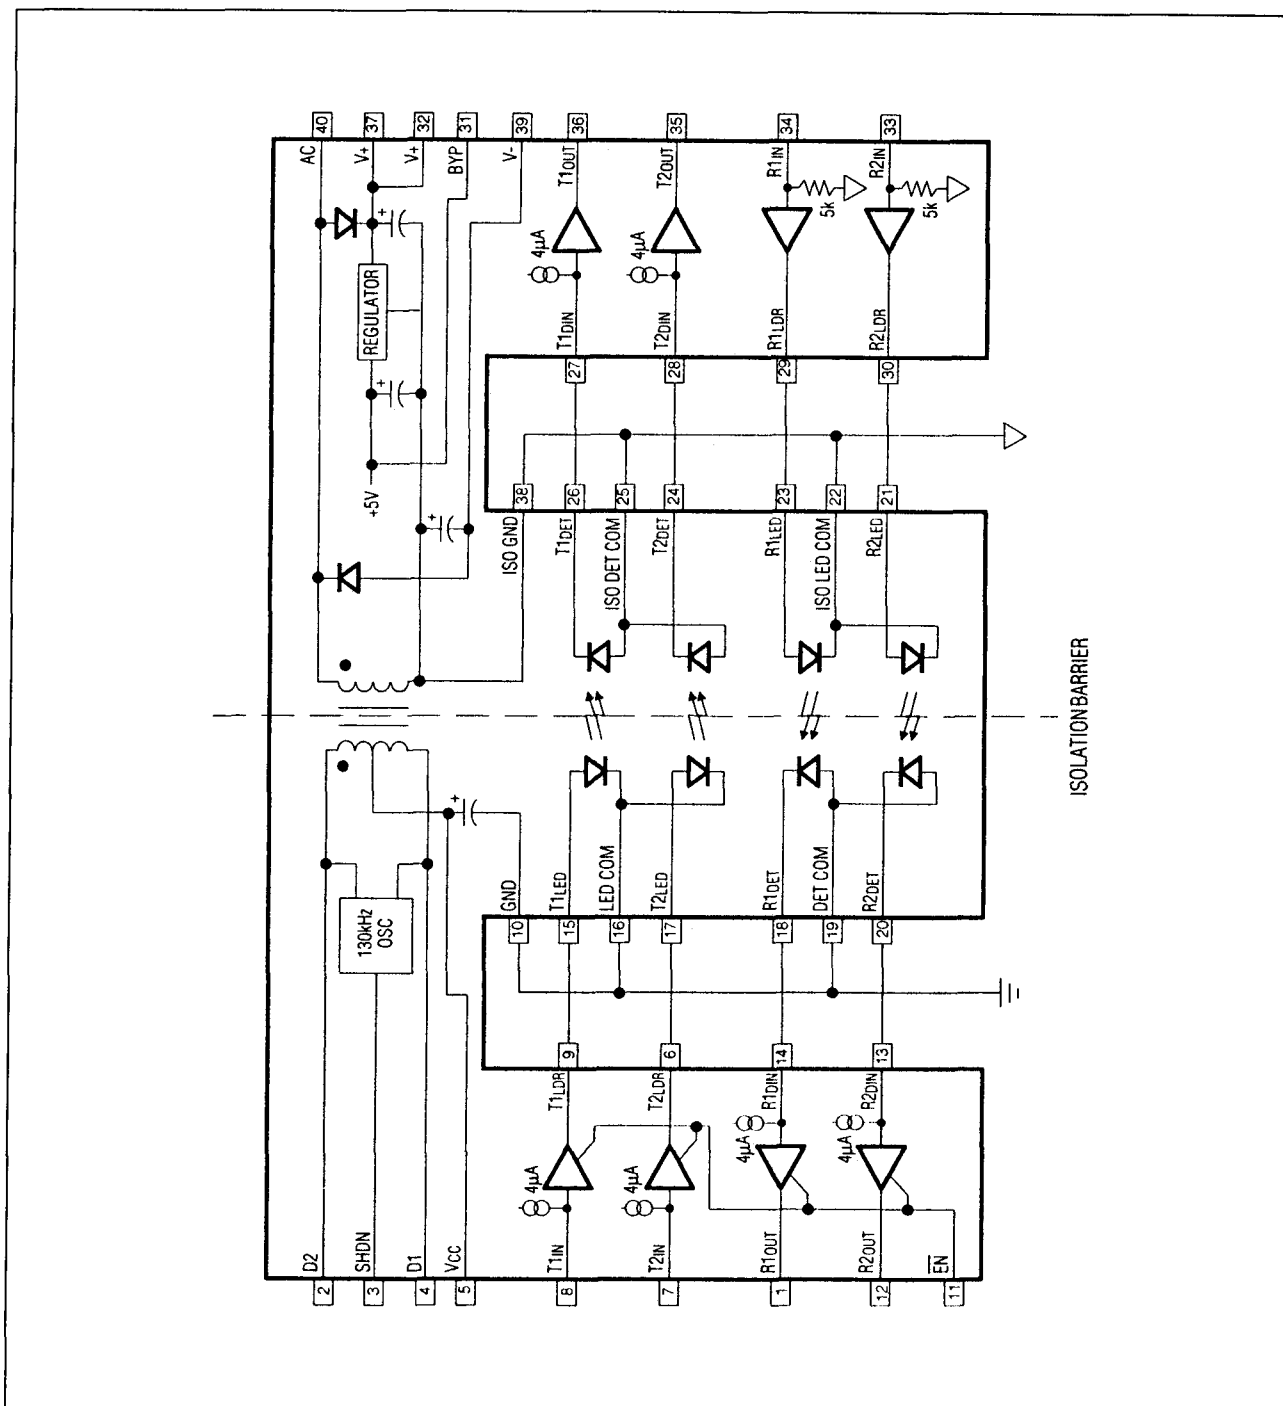 40
37
32
31
39
36
35
34
33
AC
V+
V+
BYP
V-
T1OUT
T2OUT
R1IN
R2IN
5k
5k
4µA
4µA
+
REGULATOR
T1DIN
T2DIN
R1LDR
R2LDR
27
28
29
30
+
+5V
38
26
25
24
23
22
21
+
ISO GND
T1DET
ISO DET COM
T2DET
R1LED
ISO LED COM
R2LED
ISOLATION BARRIER
+
130kHz
OSC
GND
T1LED
LED COM
T2LED
R1DET
DET COM
R2DET
10
15
16
17
18
19
20
9
6
14
13
T1LDR
T2LDR
R1DIN
R2DIN
4µA
4µA
4µA
4µA
D2
SHDN
D1
VCC
T1IN
T2IN
R1OUT
R2OUT
EN
2
3
4
5
8
7
1
12
11